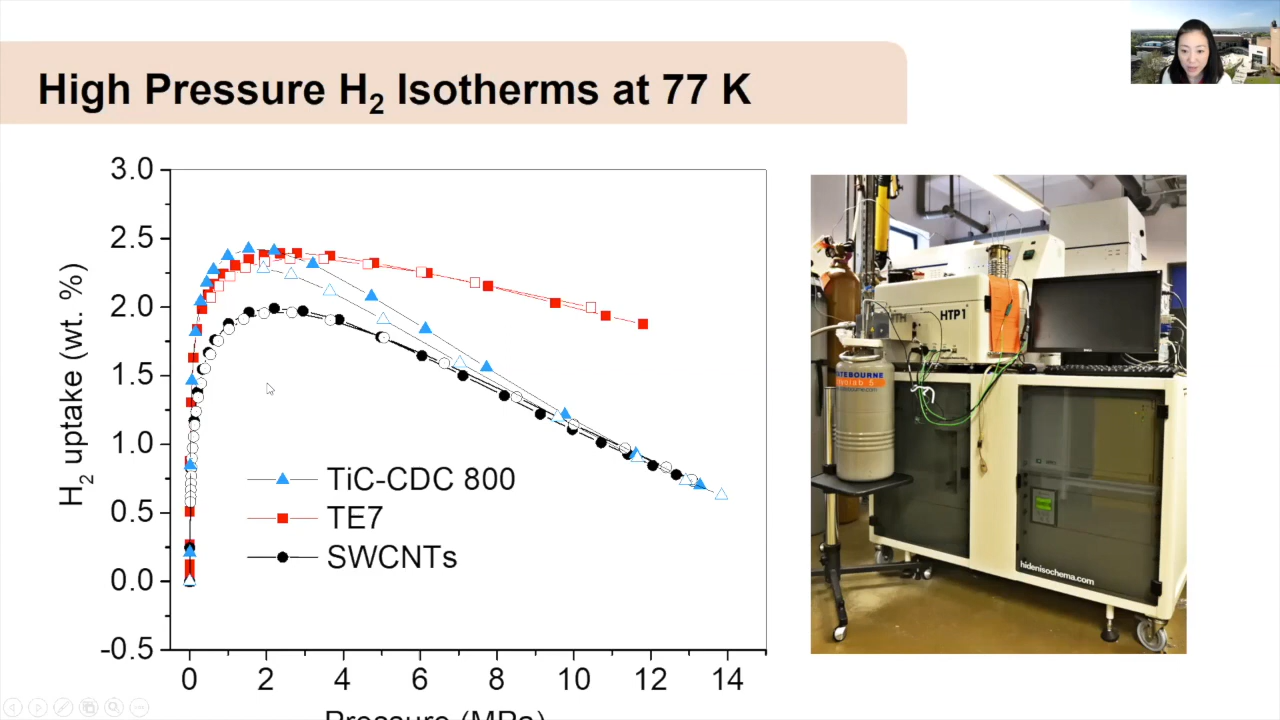 High Pressure H2 Isotherms at 77 K
3.0
2.5
2.0
1.5
1.0
0.5
0.0
-0.5
H2 uptake (wt. %)
TiC-CDC 800
TE7
SWCNTs
0 2 4 6 8 10 12 14
Pressure (MPa)
HTP1
hidenisochema.com